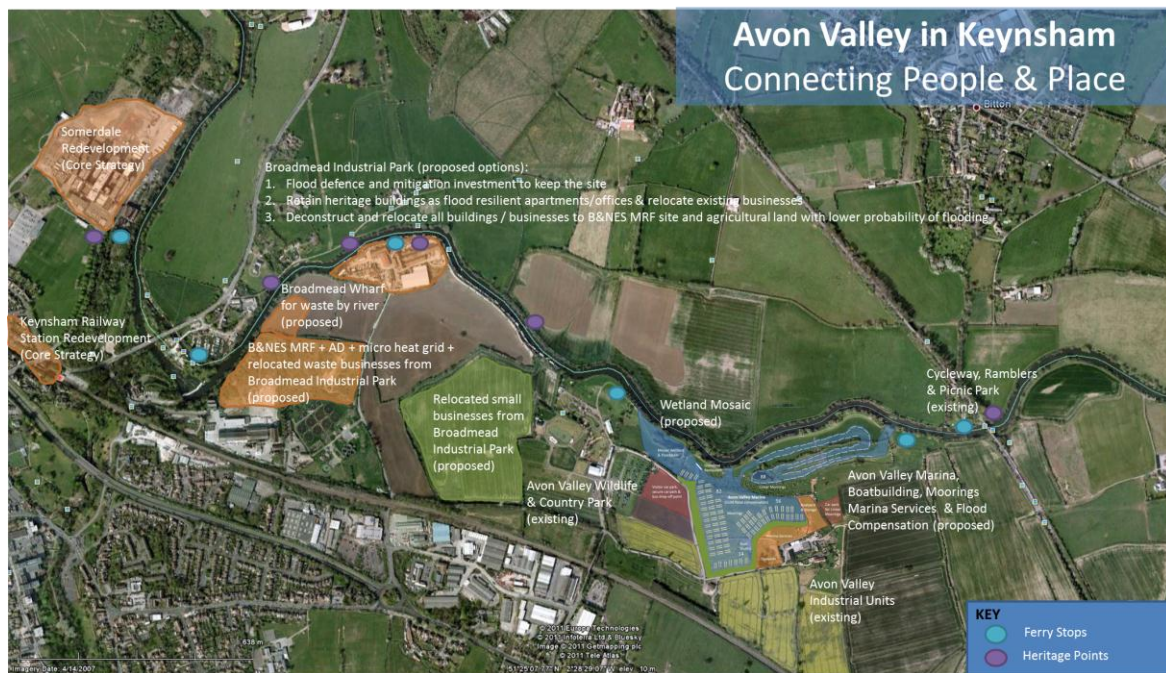 Avon Valley in Keynsham
Connecting People & Place
Bitton
Somerdale
Redevelopment
(Core Strategy)
Broadmead Industrial Park (proposed options):
1. Flood defence and mitigation investment to keep the site
2. Retain heritage buildings as flood resilient apartments/offices & relocate existing businesses
3. Deconstruct and relocate all buildings / businesses to B&NES MRF site and agricultural land with lower probability of flooding
Broadmead Wharf
for waste by river
(proposed)
Keynsham Railway
Station Redevelopment
(Core Strategy)
B&NES MRF + AD + micro heat grid +
relocated waste businesses from
Broadmead Industrial Park
(proposed)
Relocated small
businesses from
Broadmead
Industrial Park
(proposed)
Wetland Mosaic
(proposed)
Cycleway, Ramblers
& Picnic Park
(existing)
Avon Valley Wildlife
& Country Park
(existing)
Avon Valley Marina
Avon Valley Marina,
Boatbuilding, Moorings
Marina Services & Flood
Compensation (proposed)
Avon Valley
Industrial Units
(existing)
KEY
Ferry Stops
Heritage Points
638 m
© 2011 Europa Technologies
© 2011 Infoterra Ltd & Bluesky
Image © 2011 Getmapping plc
© 2011 Tele Atlas
Imagery Date: 4/14/2007